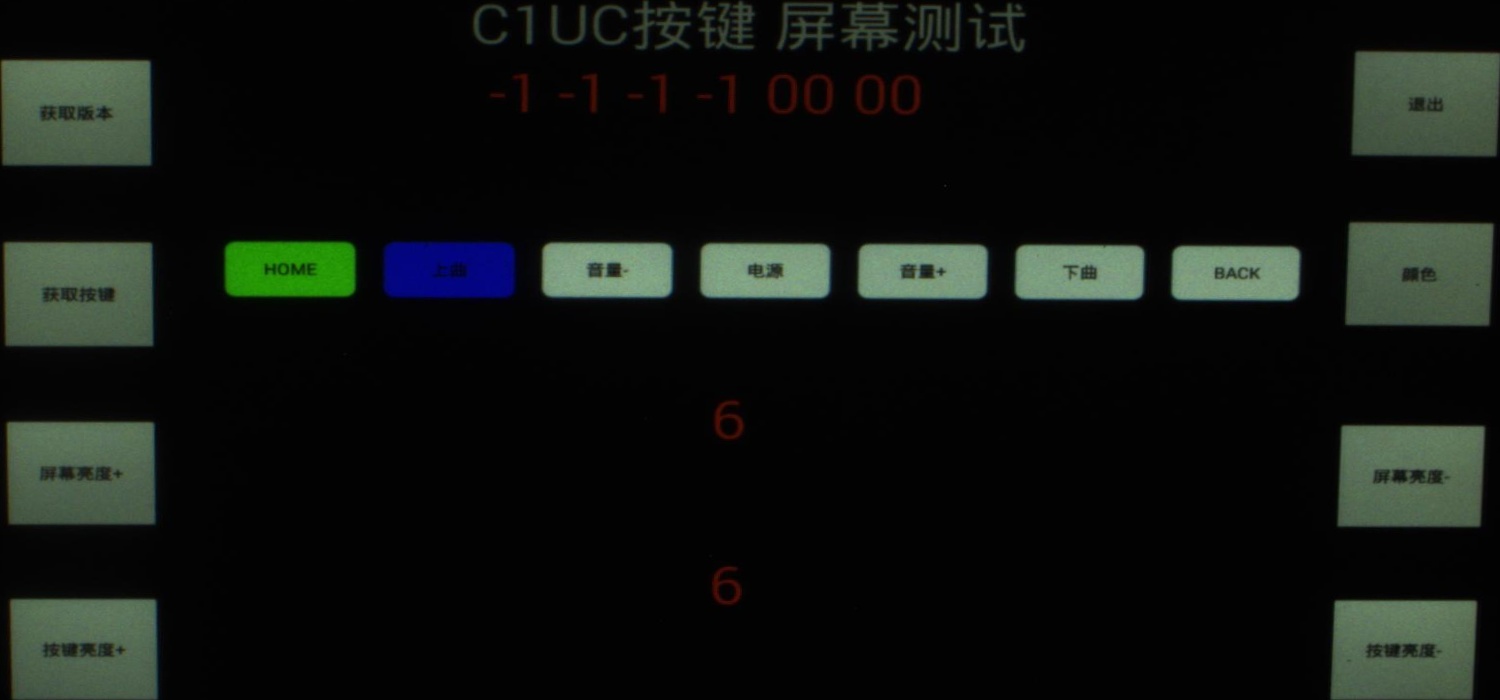 C1UC按键 屏幕测试
-1 -1 -1 -1 00 00
获取版本
退出
HOME 上曲 音量- 电源 音量+ 下曲 BACK
获取按键
颜色
6
屏幕亮度+
屏幕亮度-
6
按键亮度+
按键亮度-